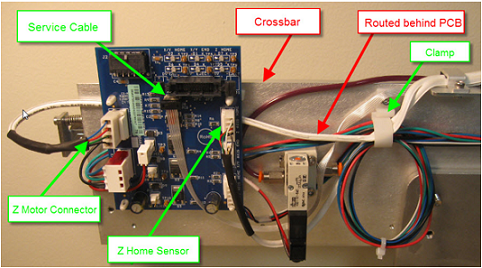 Service Cable
Crossbar
Routed behind PCB
Clamp
Z Motor Connector
Z Home Sensor